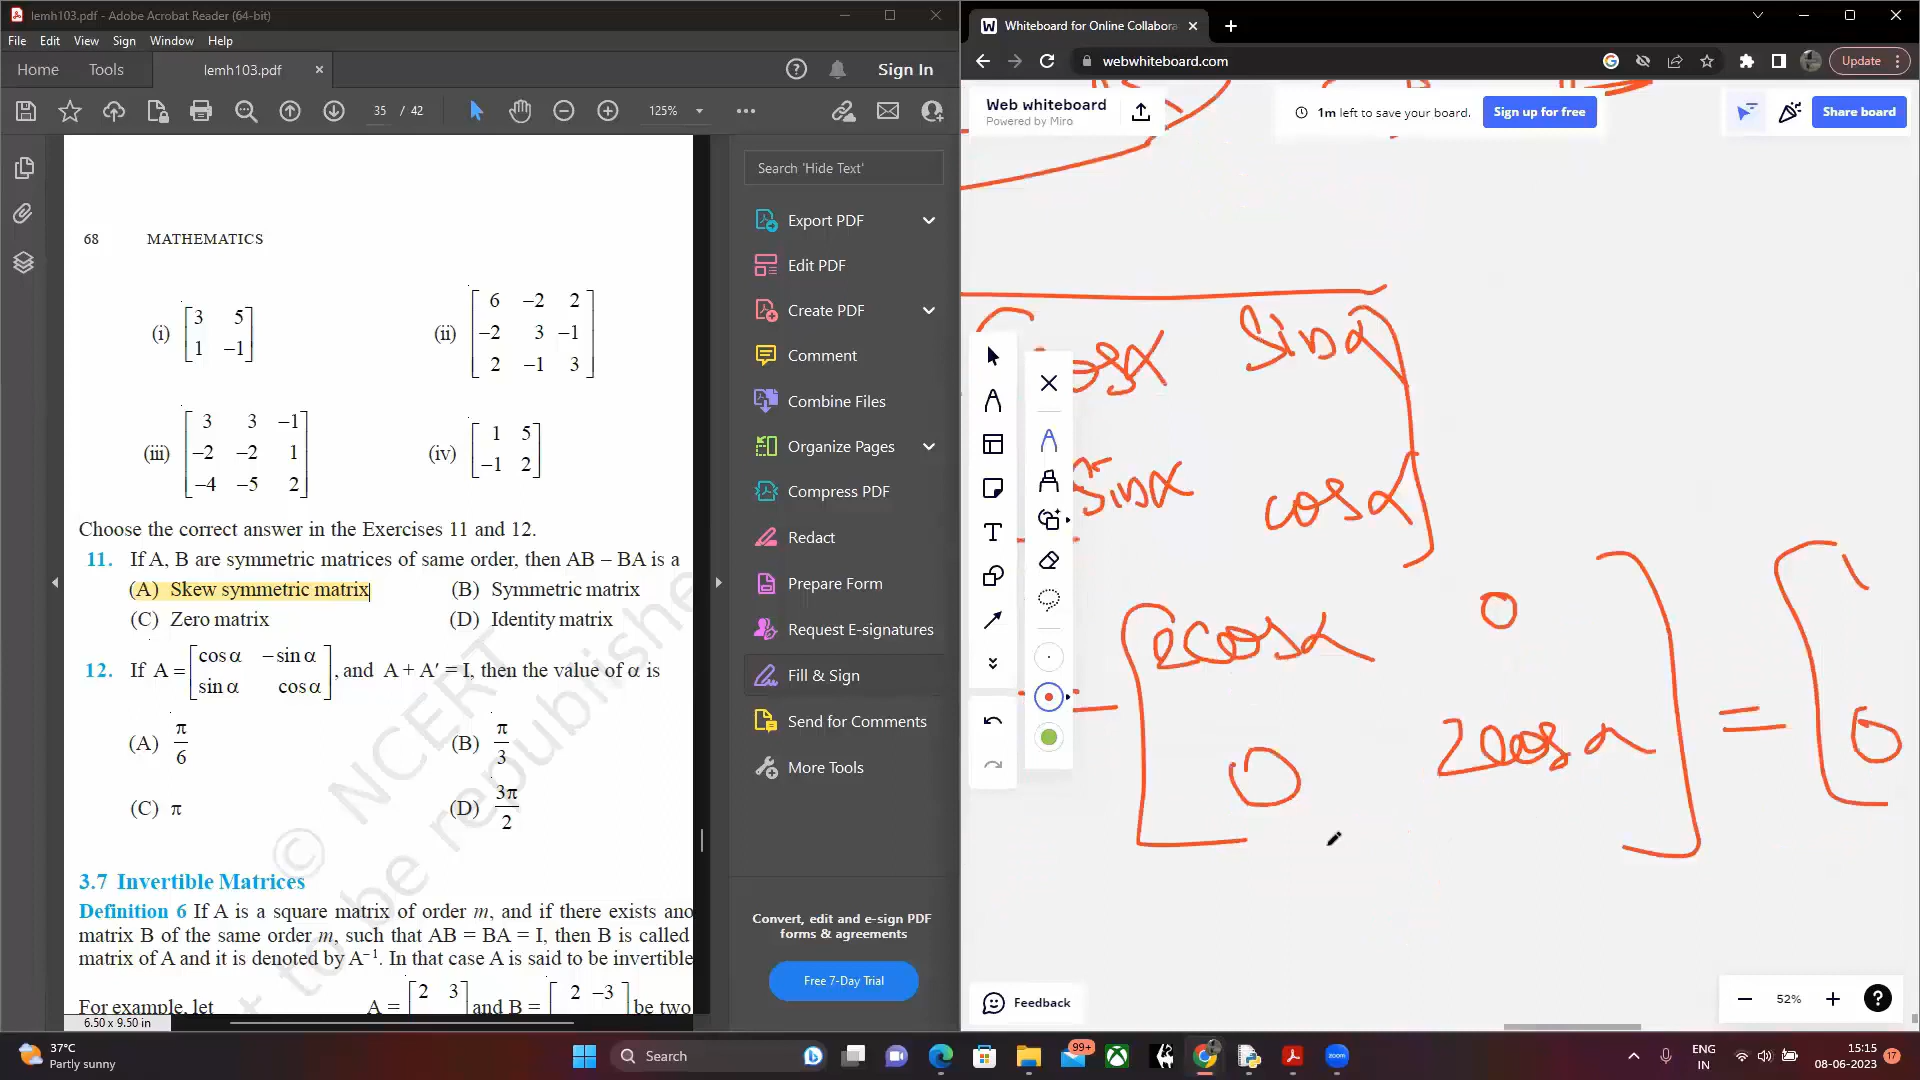 lemh103.pdf - Adobe Acrobat Reader (64-bit)
File Edit View Sign Window Help
Home Tools lemh103.pdf × Sign In
35 / 42 125%
68 MATHEMATICS
(i) [3 5
1 −1]
(ii) [6 −2 2
−2 3 −1
2 −1 3]
(iii) [3 3 −1
−2 −2 1
−4 −5 2]
(iv) [1 5
−1 2]
Choose the correct answer in the Exercises 11 and 12.
11. If A, B are symmetric matrices of same order, then AB – BA is a
(A) Skew symmetric matrix (B) Symmetric matrix
(C) Zero matrix (D) Identity matrix
12. If A = [cos α −sin α
sin α cos α], and A + A′ = I, then the value of α is
(A) π/6 (B) π/3
(C) π (D) 3π/2
3.7 Invertible Matrices
Definition 6 If A is a square matrix of order m, and if there exists ano
matrix B of the same order m, such that AB = BA = I, then B is called
matrix of A and it is denoted by A⁻¹. In that case A is said to be invertible
For example, let A = [2 3] and B = [2 −3] be two
6.50 x 9.50 in
© NCERT
t to be republishe
Search 'Hide Text'
Export PDF
Edit PDF
Create PDF
Comment
Combine Files
Organize Pages
Compress PDF
Redact
Prepare Form
Request E-signatures
Fill & Sign
Send for Comments
More Tools
Convert, edit and e-sign PDF
forms & agreements
Free 7-Day Trial
Whiteboard for Online Collabora
webwhiteboard.com Update
Web whiteboard
Powered by Miro
1m left to save your board. Sign up for free Share board
osα sinα
sinα cosα
2cosα 0
0 2cosα
= 1
0
Feedback
52%
37°C
Partly sunny
Search
99+
zoom
ENG
IN
15:15
08-06-2023
17